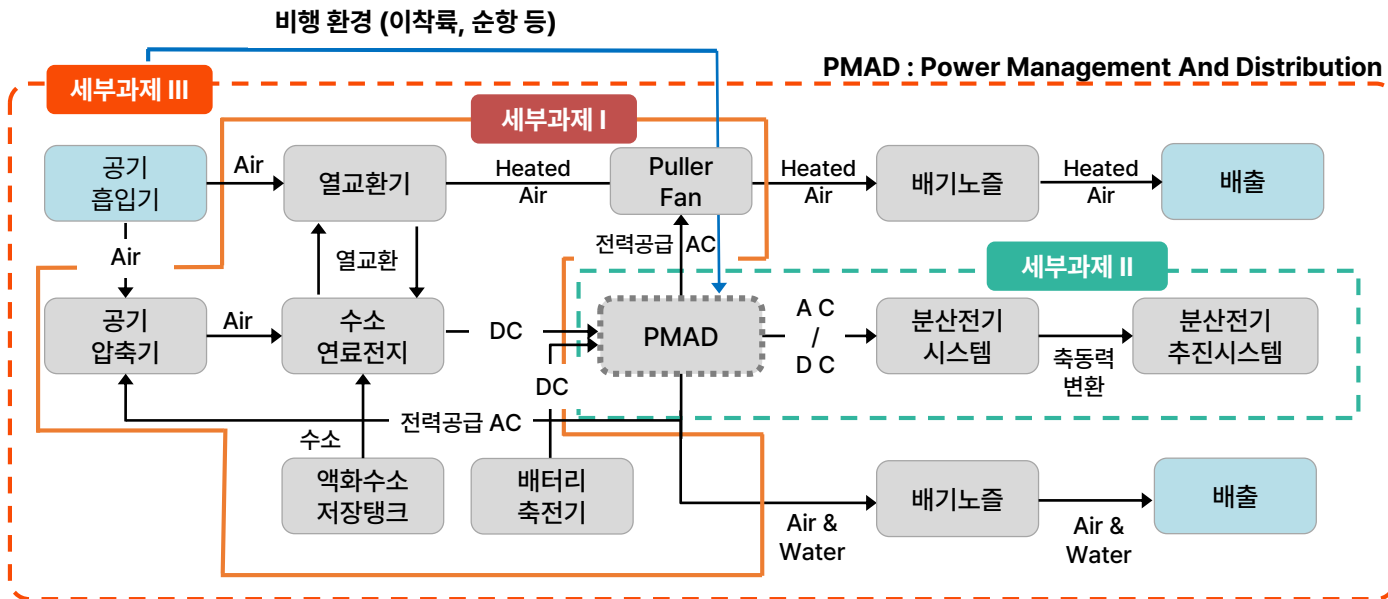 비행 환경 (이착륙, 순항 등)
PMAD : Power Management And Distribution
세부과제 III
세부과제 I
공기
흡입기
Air
열교환기
Heated
Air
Puller
Fan
Heated
Air
배기노즐
Heated
Air
배출
Air
열교환
전력공급 AC
세부과제 II
공기
압축기
Air
수소
연료전지
DC
PMAD
A C
/
D C
분산전기
시스템
축동력
변환
분산전기
추진시스템
DC
전력공급 AC
수소
액화수소
저장탱크
배터리
축전기
배기노즐
배출
Air &
Water
Air &
Water